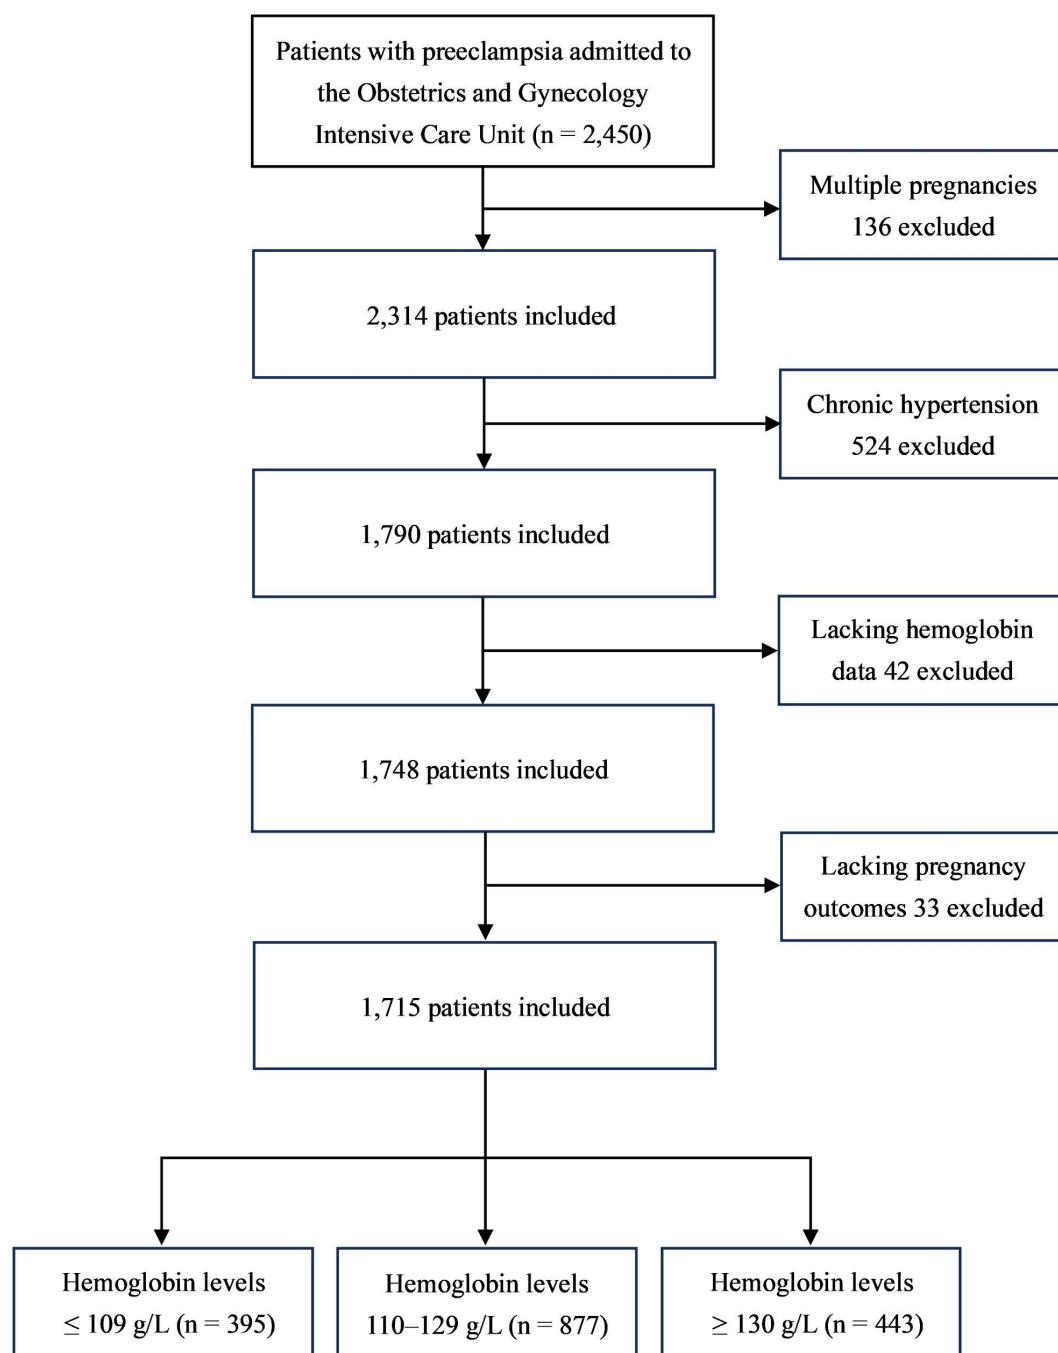 Patients with preeclampsia admitted to
the Obstetrics and Gynecology
Intensive Care Unit (n = 2,450)
Multiple pregnancies
136 excluded
2,314 patients included
Chronic hypertension
524 excluded
1,790 patients included
Lacking hemoglobin
data 42 excluded
1,748 patients included
Lacking pregnancy
outcomes 33 excluded
1,715 patients included
Hemoglobin levels
≤ 109 g/L (n = 395)
Hemoglobin levels
110–129 g/L (n = 877)
Hemoglobin levels
≥ 130 g/L (n = 443)